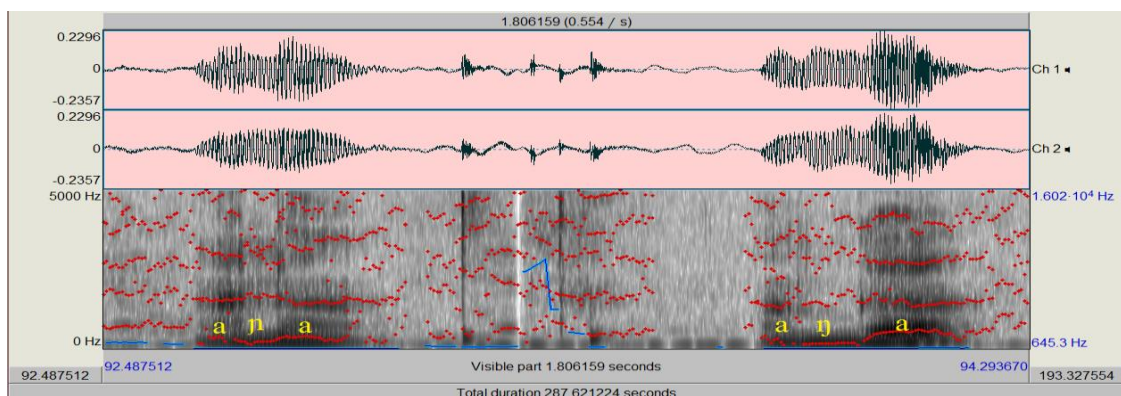 1.806159 (0.554 / s)
0.2296
0
-0.2357
Ch 1
0.2296
0
-0.2357
Ch 2
5000 Hz
1.602·10⁴ Hz
a ɲ a a ŋ a
0 Hz
645.3 Hz
92.487512
92.487512
Visible part 1.806159 seconds
94.293670
193.327554
Total duration 287.621224 seconds